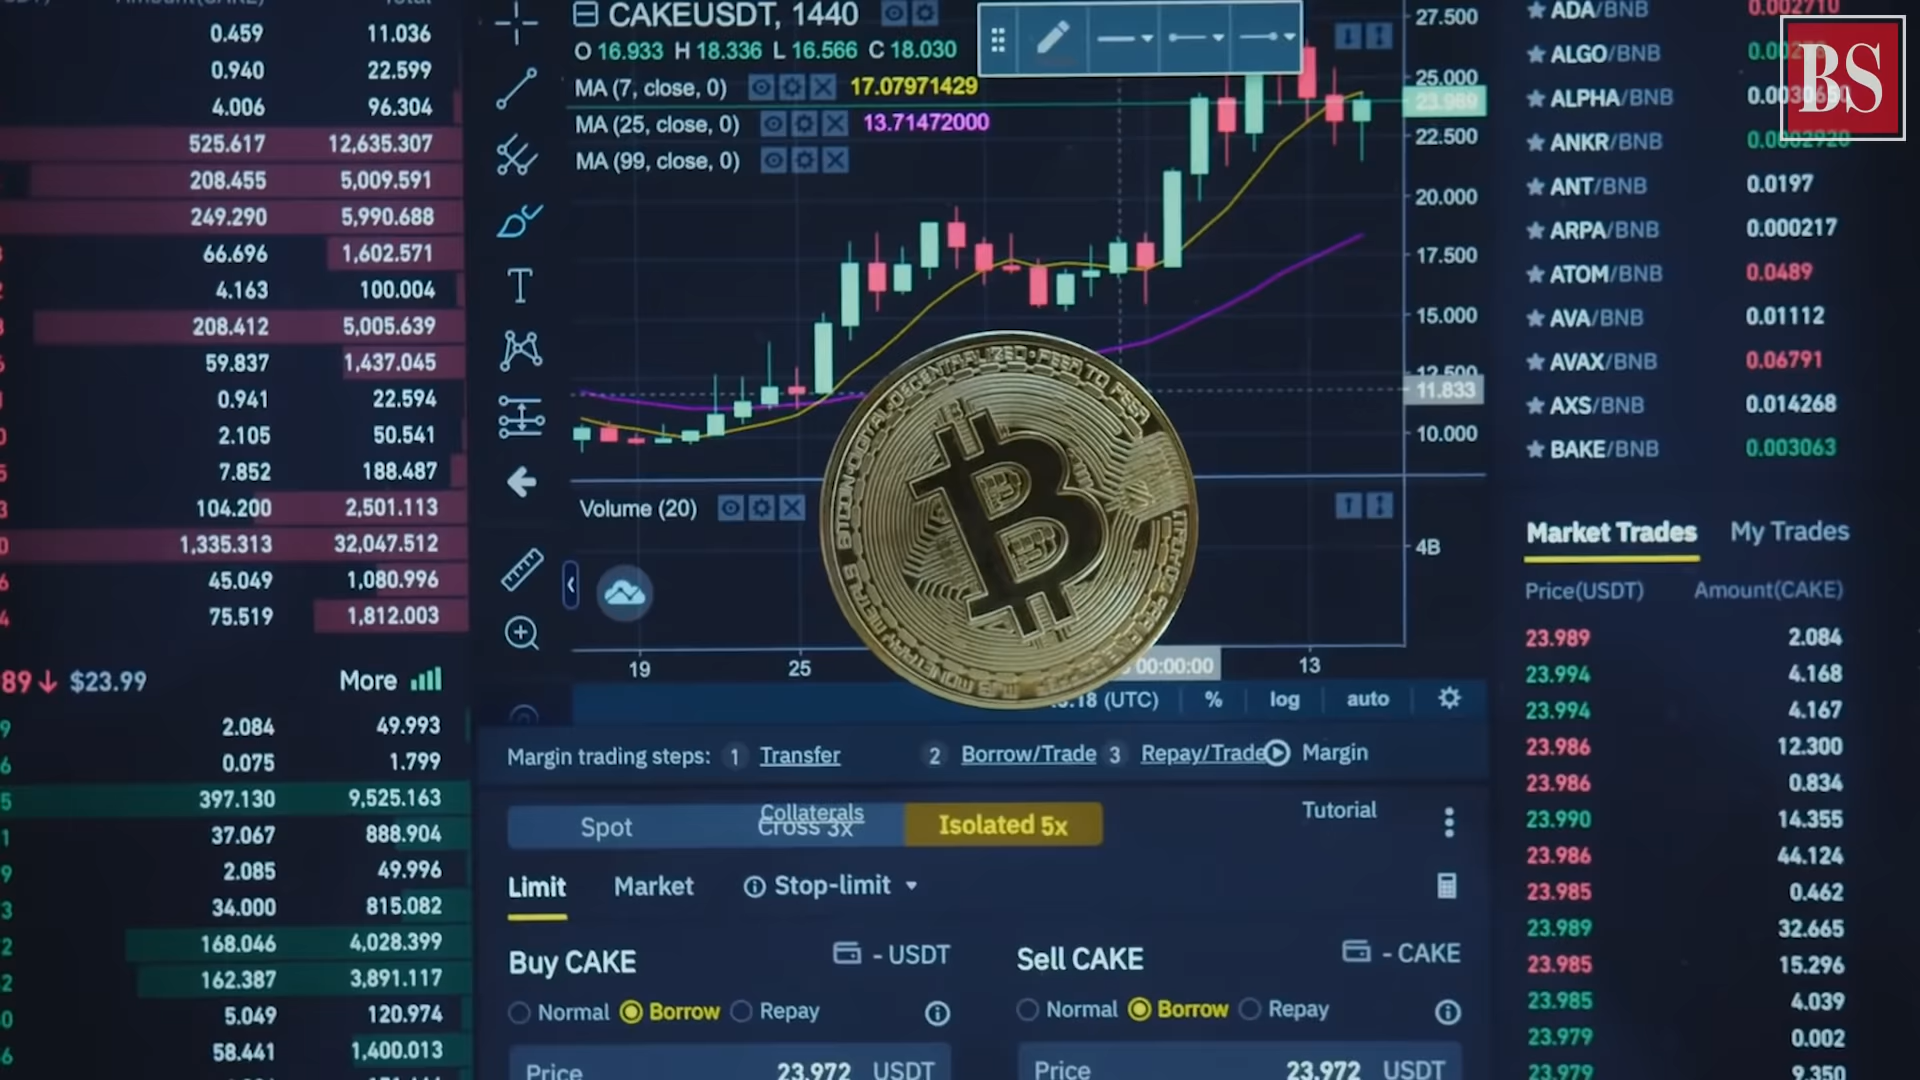 CAKEUSDT, 1440
O 16.933 H 18.336 L 16.566 C 18.030
MA (7, close, 0) 17.07971429
MA (25, close, 0) 13.71472000
MA (99, close, 0)
27.500
25.000
23.989
22.500
20.000
17.500
15.000
12.500
11.833
10.000
Volume (20)
4B
19 25 00:00:00 13
(UTC) % log auto
0.459 11.036
0.940 22.599
4.006 96.304
525.617 12,635.307
208.455 5,009.591
249.290 5,990.688
66.696 1,602.571
4.163 100.004
208.412 5,005.639
59.837 1,437.045
0.941 22.594
2.105 50.541
7.852 188.487
104.200 2,501.113
1,335.313 32,047.512
45.049 1,080.996
75.519 1,812.003
89↓ $23.99 More
2.084 49.993
0.075 1.799
397.130 9,525.163
37.067 888.904
2.085 49.996
34.000 815.082
168.046 4,028.399
162.387 3,891.117
5.049 120.974
58.441 1,400.013
Margin trading steps: 1 Transfer 2 Borrow/Trade 3 Repay/Trade Margin
Collaterals Tutorial
Spot Cross 3x Isolated 5x
Limit Market Stop-limit
Buy CAKE - USDT
Normal Borrow Repay
Price 23.972 USDT
Sell CAKE - CAKE
Normal Borrow Repay
Price 23.972 USDT
BS
ADA/BNB 0.002710
ALGO/BNB
ALPHA/BNB
ANKR/BNB 0.0002920
ANT/BNB 0.0197
ARPA/BNB 0.000217
ATOM/BNB 0.0489
AVA/BNB 0.01112
AVAX/BNB 0.06791
AXS/BNB 0.014268
BAKE/BNB 0.003063
Market Trades My Trades
Price(USDT) Amount(CAKE)
23.989 2.084
23.994 4.168
23.994 4.167
23.986 12.300
23.986 0.834
23.990 14.355
23.986 44.124
23.985 0.462
23.989 32.665
23.985 15.296
23.985 4.039
23.979 0.002
23.979 9.350